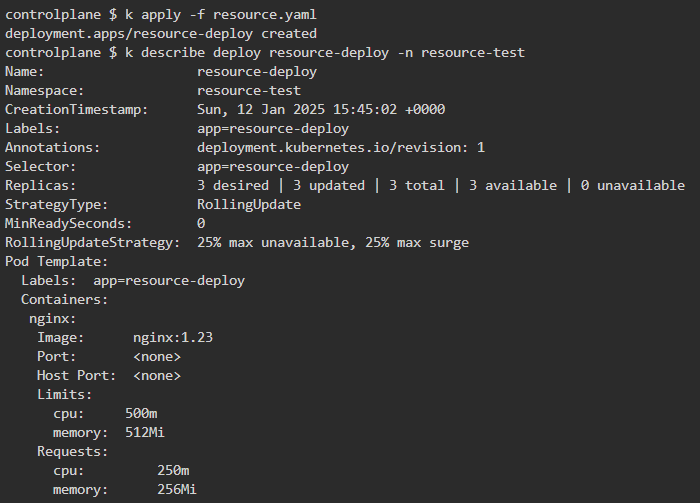 controlplane $ k apply -f resource.yaml
deployment.apps/resource-deploy created
controlplane $ k describe deploy resource-deploy -n resource-test
Name:                   resource-deploy
Namespace:              resource-test
CreationTimestamp:      Sun, 12 Jan 2025 15:45:02 +0000
Labels:                 app=resource-deploy
Annotations:            deployment.kubernetes.io/revision: 1
Selector:               app=resource-deploy
Replicas:               3 desired | 3 updated | 3 total | 3 available | 0 unavailable
StrategyType:           RollingUpdate
MinReadySeconds:        0
RollingUpdateStrategy:  25% max unavailable, 25% max surge
Pod Template:
  Labels:  app=resource-deploy
  Containers:
   nginx:
    Image:      nginx:1.23
    Port:       <none>
    Host Port:  <none>
    Limits:
      cpu:     500m
      memory:  512Mi
    Requests:
      cpu:         250m
      memory:      256Mi